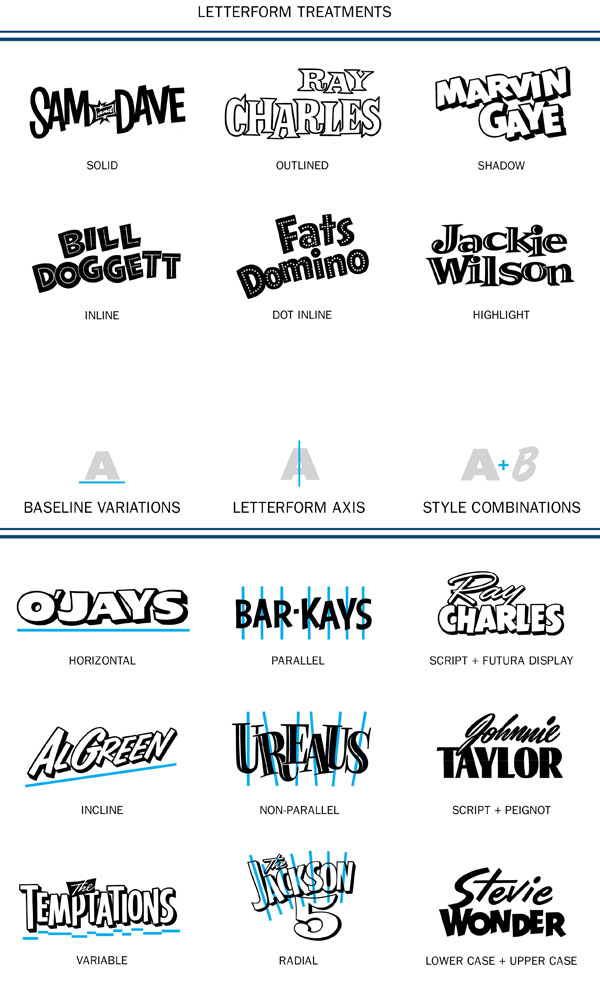 LETTERFORM TREATMENTS
SAM DAVE
SOLID
RAY
CHARLES
OUTLINED
MARVIN
GAYE
SHADOW
BILL
DOGGETT
INLINE
Fats
Domino
DOT INLINE
Jackie
Wilson
HIGHLIGHT
A
BASELINE VARIATIONS
A
LETTERFORM AXIS
A+B
STYLE COMBINATIONS
O'JAYS
HORIZONTAL
BAR-KAYS
PARALLEL
Ray
CHARLES
SCRIPT + FUTURA DISPLAY
AL GREEN
INCLINE
UREAUS
NON-PARALLEL
Johnnie
TAYLOR
SCRIPT + PEIGNOT
The
TEMPTATIONS
VARIABLE
The
JACKSON
5
RADIAL
Stevie
WONDER
LOWER CASE + UPPER CASE